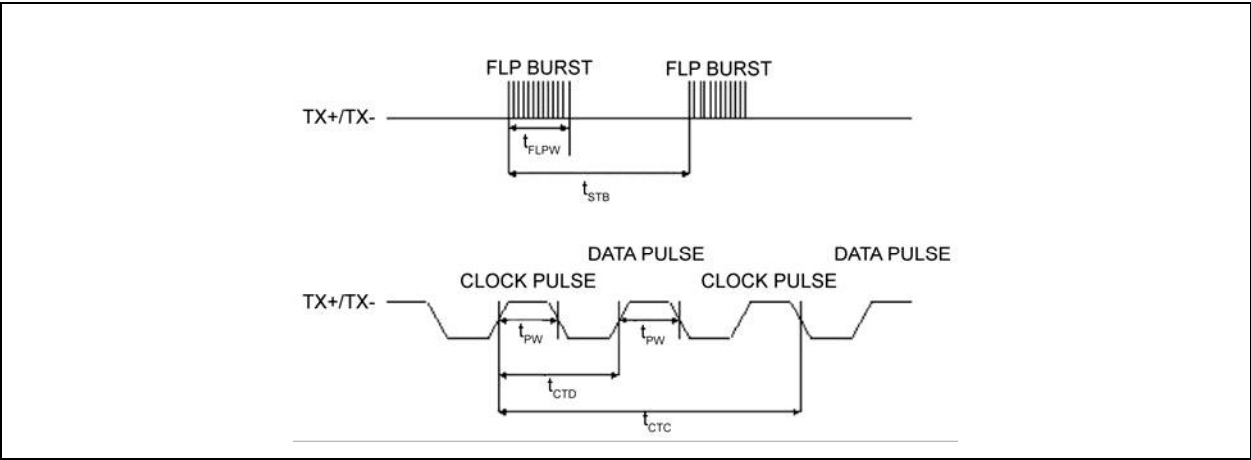 FLP BURST FLP BURST
TX+/TX-
tFLPW
tSTB
DATA PULSE DATA PULSE
CLOCK PULSE CLOCK PULSE
TX+/TX-
tPW tPW
tCTD
tCTC